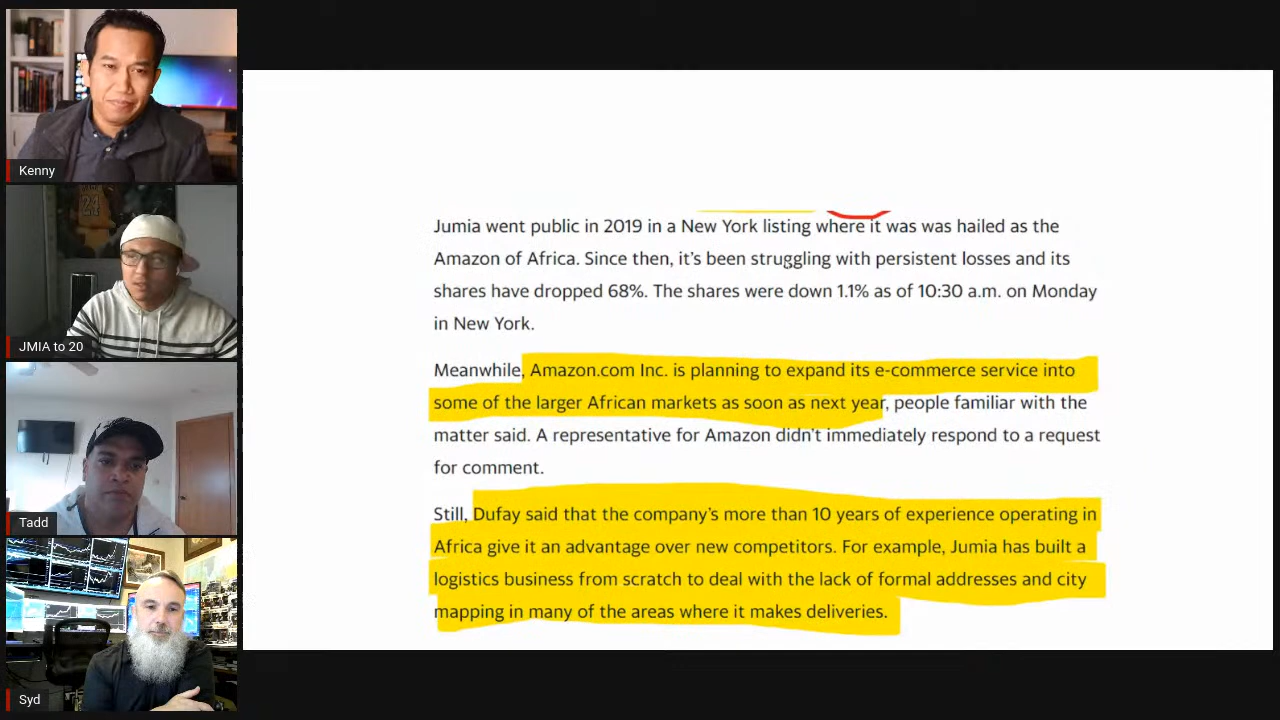 Kenny
JMIA to 20
Tadd
Syd
24
Jumia went public in 2019 in a New York listing where it was was hailed as the
Amazon of Africa. Since then, it's been struggling with persistent losses and its
shares have dropped 68%. The shares were down 1.1% as of 10:30 a.m. on Monday
in New York.
Meanwhile, Amazon.com Inc. is planning to expand its e-commerce service into
some of the larger African markets as soon as next year, people familiar with the
matter said. A representative for Amazon didn't immediately respond to a request
for comment.
Still, Dufay said that the company's more than 10 years of experience operating in
Africa give it an advantage over new competitors. For example, Jumia has built a
logistics business from scratch to deal with the lack of formal addresses and city
mapping in many of the areas where it makes deliveries.